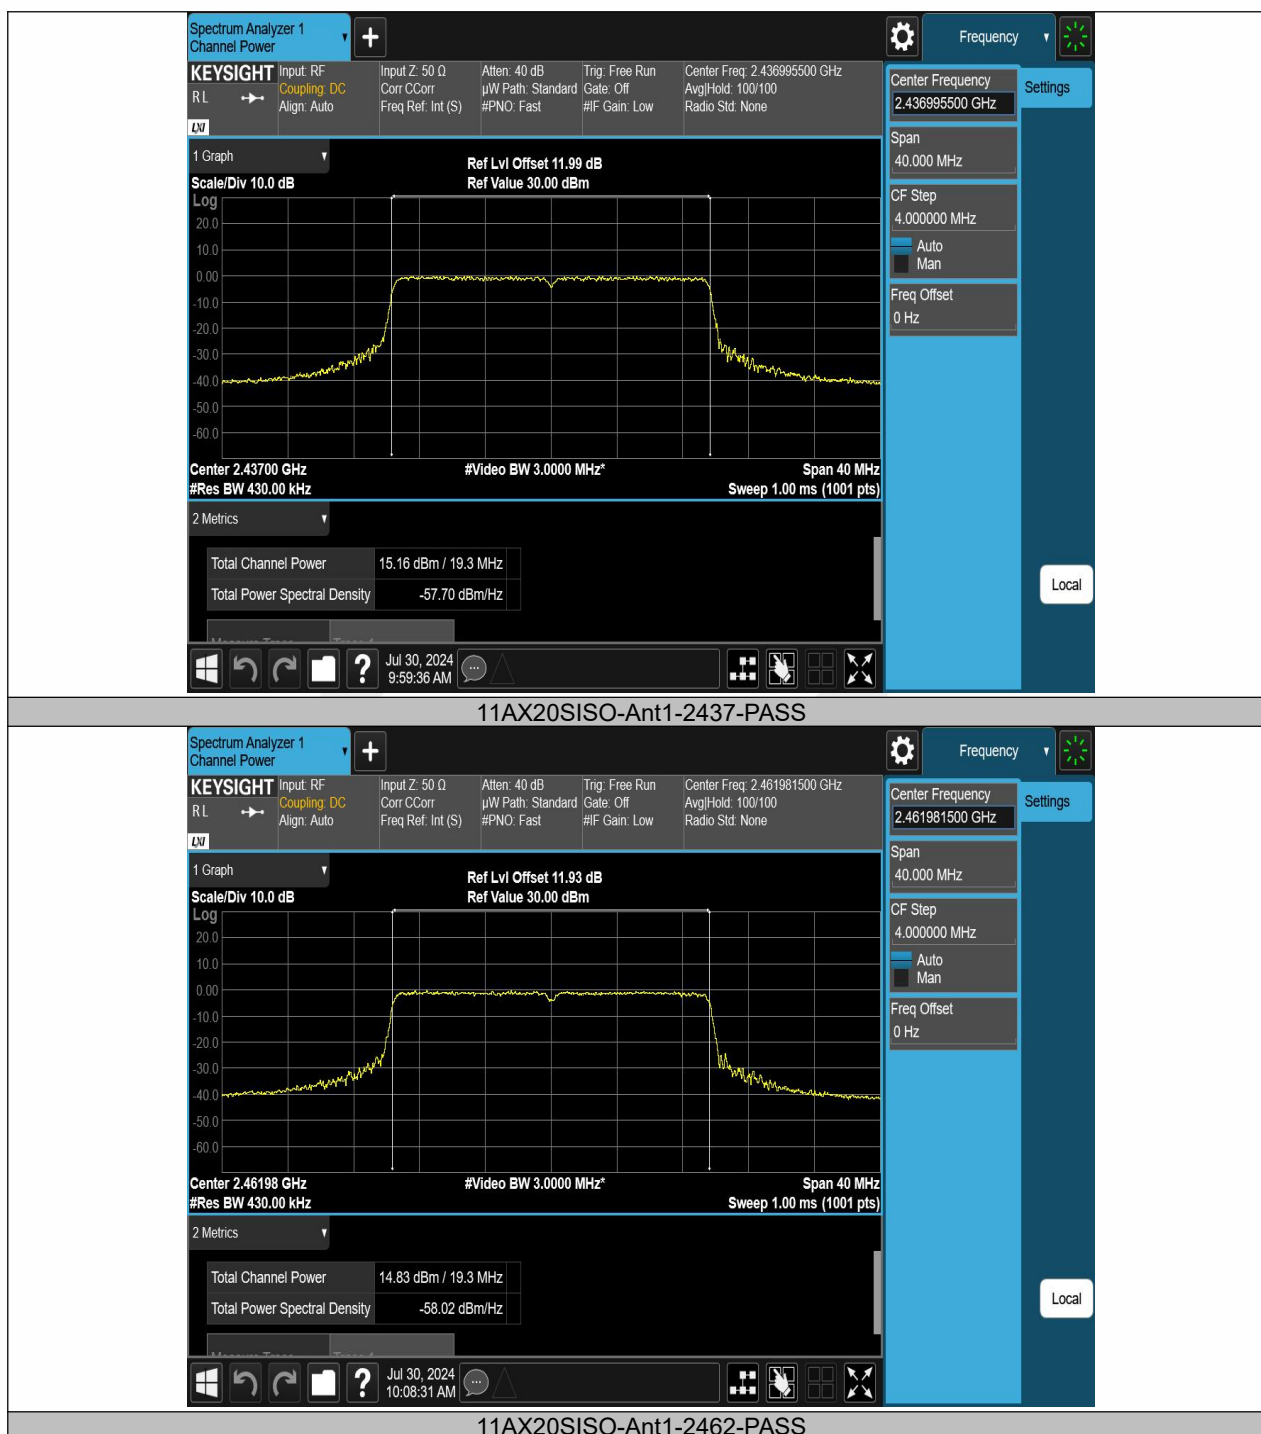 Spectrum Analyzer 1
Channel Power
Frequency
KEYSIGHT
R L
LXI
Input: RF
Coupling: DC
Align: Auto
Input Z: 50 Ω
Corr CCorr
Freq Ref: Int (S)
Atten: 40 dB
µW Path: Standard
#PNO: Fast
Trig: Free Run
Gate: Off
#IF Gain: Low
Center Freq: 2.436995500 GHz
Avg|Hold: 100/100
Radio Std: None
Center Frequency
2.436995500 GHz
Settings
Span
40.000 MHz
CF Step
4.000000 MHz
Auto
Man
Freq Offset
0 Hz
Local
1 Graph
Scale/Div 10.0 dB
Ref Lvl Offset 11.99 dB
Ref Value 30.00 dBm
Log
20.0
10.0
0.00
-10.0
-20.0
-30.0
-40.0
-50.0
-60.0
Center 2.43700 GHz
#Video BW 3.0000 MHz*
Span 40 MHz
#Res BW 430.00 kHz
Sweep 1.00 ms (1001 pts)
2 Metrics
Total Channel Power 15.16 dBm / 19.3 MHz
Total Power Spectral Density -57.70 dBm/Hz
?
Jul 30, 2024
9:59:36 AM
11AX20SISO-Ant1-2437-PASS
Spectrum Analyzer 1
Channel Power
Frequency
KEYSIGHT
R L
LXI
Input: RF
Coupling: DC
Align: Auto
Input Z: 50 Ω
Corr CCorr
Freq Ref: Int (S)
Atten: 40 dB
µW Path: Standard
#PNO: Fast
Trig: Free Run
Gate: Off
#IF Gain: Low
Center Freq: 2.461981500 GHz
Avg|Hold: 100/100
Radio Std: None
Center Frequency
2.461981500 GHz
Settings
Span
40.000 MHz
CF Step
4.000000 MHz
Auto
Man
Freq Offset
0 Hz
Local
1 Graph
Scale/Div 10.0 dB
Ref Lvl Offset 11.93 dB
Ref Value 30.00 dBm
Log
20.0
10.0
0.00
-10.0
-20.0
-30.0
-40.0
-50.0
-60.0
Center 2.46198 GHz
#Video BW 3.0000 MHz*
Span 40 MHz
#Res BW 430.00 kHz
Sweep 1.00 ms (1001 pts)
2 Metrics
Total Channel Power 14.83 dBm / 19.3 MHz
Total Power Spectral Density -58.02 dBm/Hz
?
Jul 30, 2024
10:08:31 AM
11AX20SISO-Ant1-2462-PASS